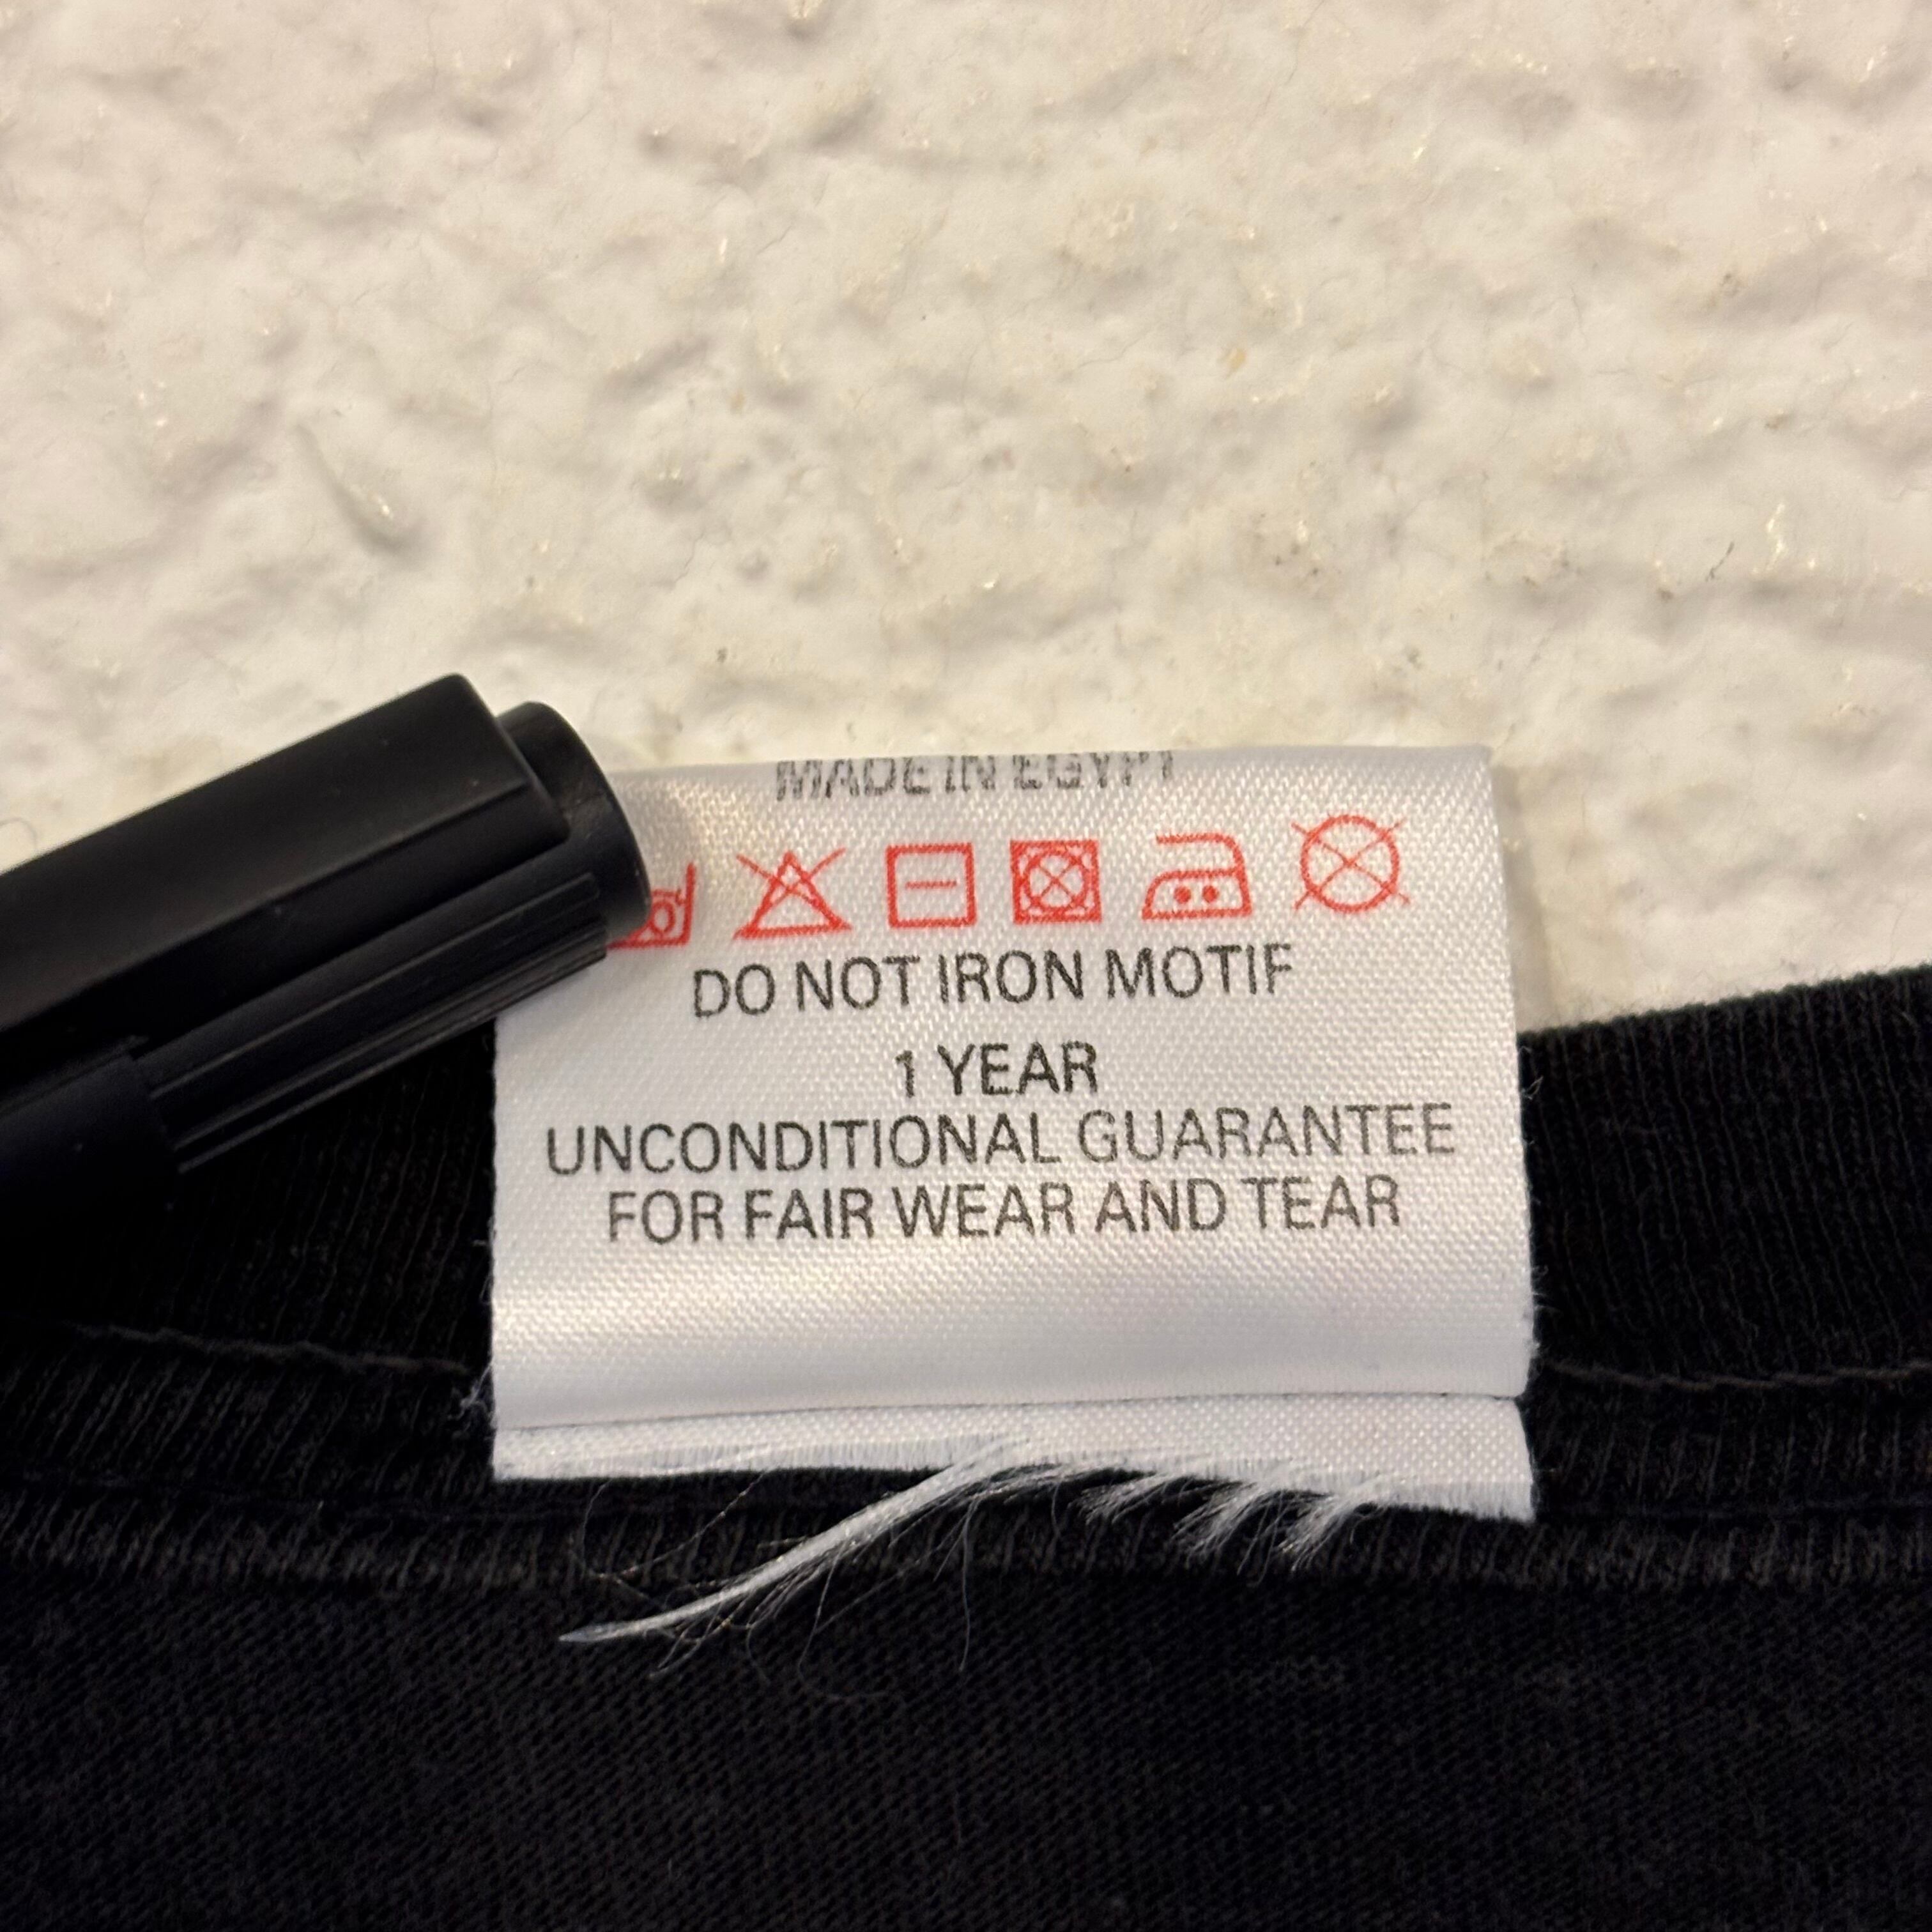 MADE IN EGYPT
DO NOT IRON MOTIF
1 YEAR
UNCONDITIONAL GUARANTEE
FOR FAIR WEAR AND TEAR